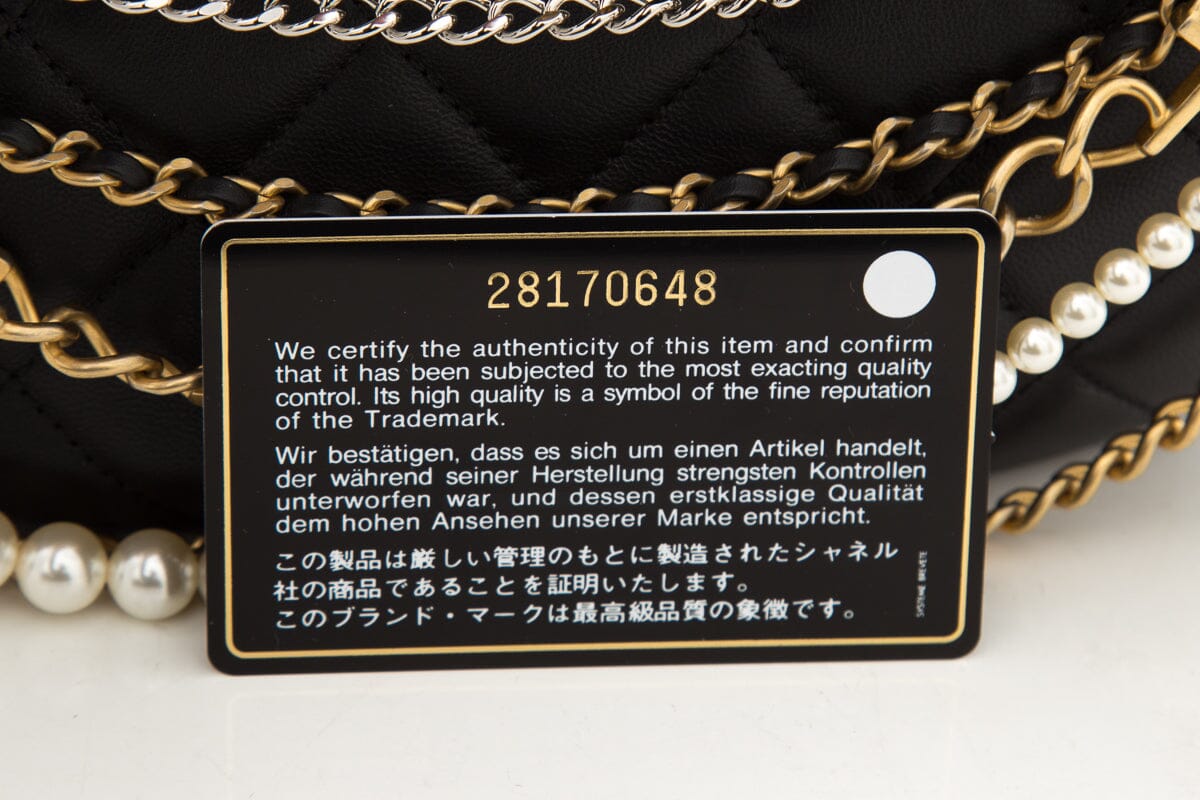 28170648
We certify the authenticity of this item and confirm
that it has been subjected to the most exacting quality
control. Its high quality is a symbol of the fine reputation
of the Trademark.
Wir bestätigen, dass es sich um einen Artikel handelt,
der während seiner Herstellung strengsten Kontrollen
unterworfen war, und dessen erstklassige Qualität
dem hohen Ansehen unserer Marke entspricht.
この製品は厳しい管理のもとに製造されたシャネル
社の商品であることを証明いたします。
このブランド・マークは最高級品質の象徴です。
SYSTEME BREVETE